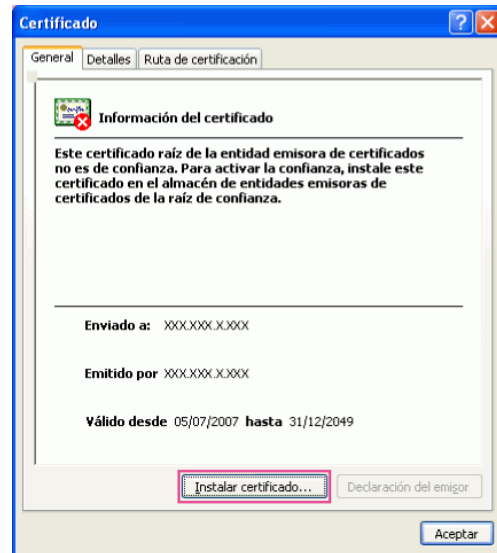 Certificado
General Detalles Ruta de certificación
Información del certificado
Este certificado raíz de la entidad emisora de certificados
no es de confianza. Para activar la confianza, instale este
certificado en el almacén de entidades emisoras de
certificados de la raíz de confianza.
Enviado a: XXX.XXX.X.XXX
Emitido por XXX.XXX.X.XXX
Válido desde 05/07/2007 hasta 31/12/2049
Instalar certificado... Declaración del emisor
Aceptar